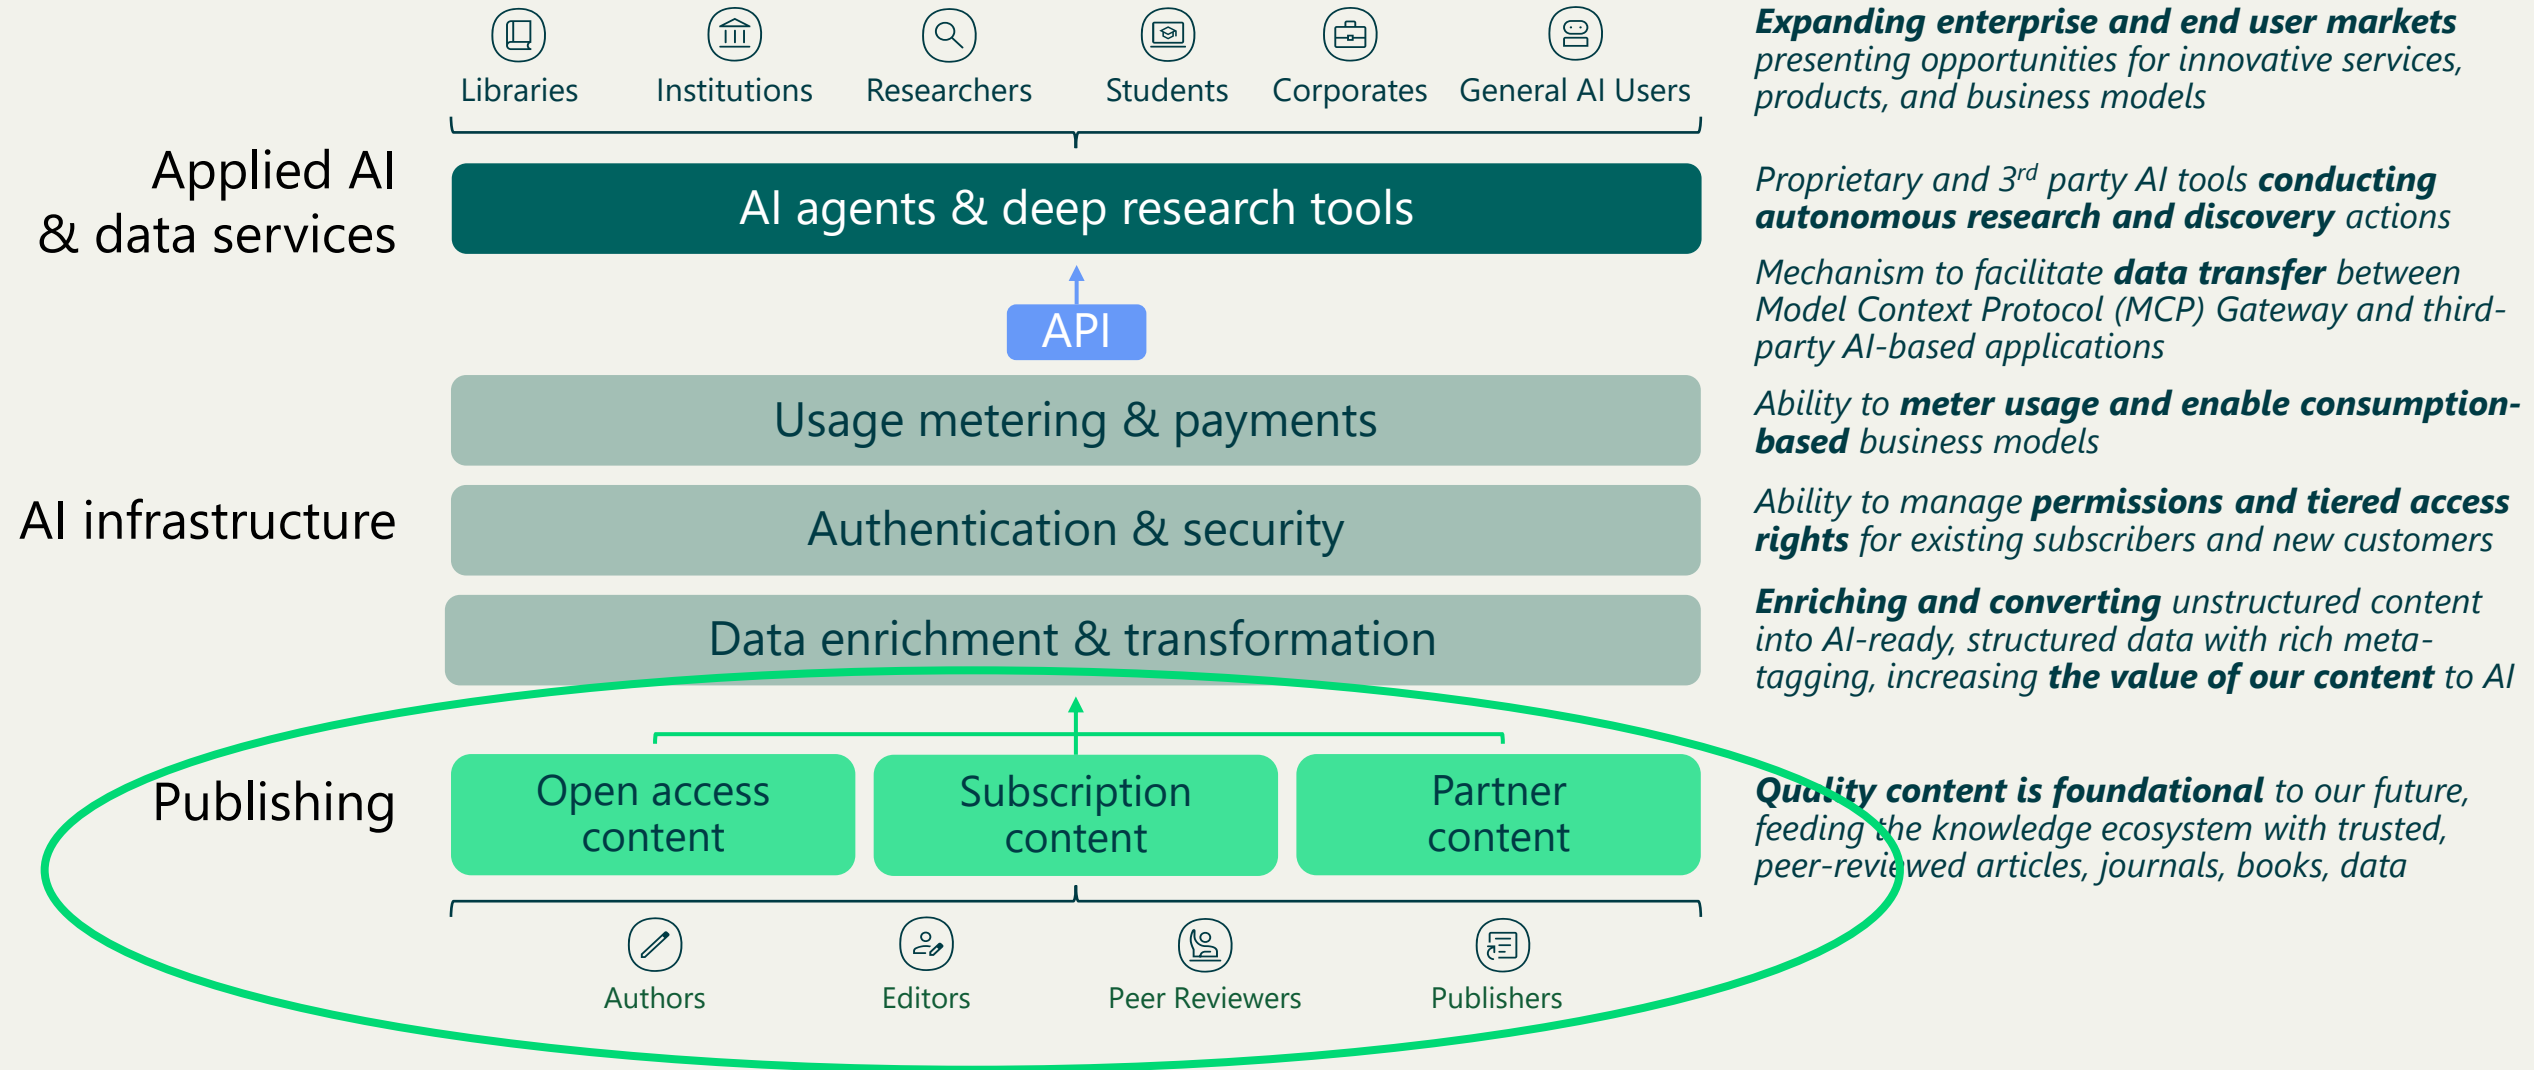 Libraries
Institutions
Researchers
Students
Corporates
General AI Users
Expanding enterprise and end user markets
presenting opportunities for innovative services,
products, and business models
Applied AI
& data services
AI agents & deep research tools
Proprietary and 3rd party AI tools conducting
autonomous research and discovery actions
API
Mechanism to facilitate data transfer between
Model Context Protocol (MCP) Gateway and third-
party AI-based applications
AI infrastructure
Usage metering & payments
Ability to meter usage and enable consumption-
based business models
Authentication & security
Ability to manage permissions and tiered access
rights for existing subscribers and new customers
Data enrichment & transformation
Enriching and converting unstructured content
into AI-ready, structured data with rich meta-
tagging, increasing the value of our content to AI
Publishing
Open access
content
Subscription
content
Partner
content
Quality content is foundational to our future,
feeding the knowledge ecosystem with trusted,
peer-reviewed articles, journals, books, data
Authors
Editors
Peer Reviewers
Publishers